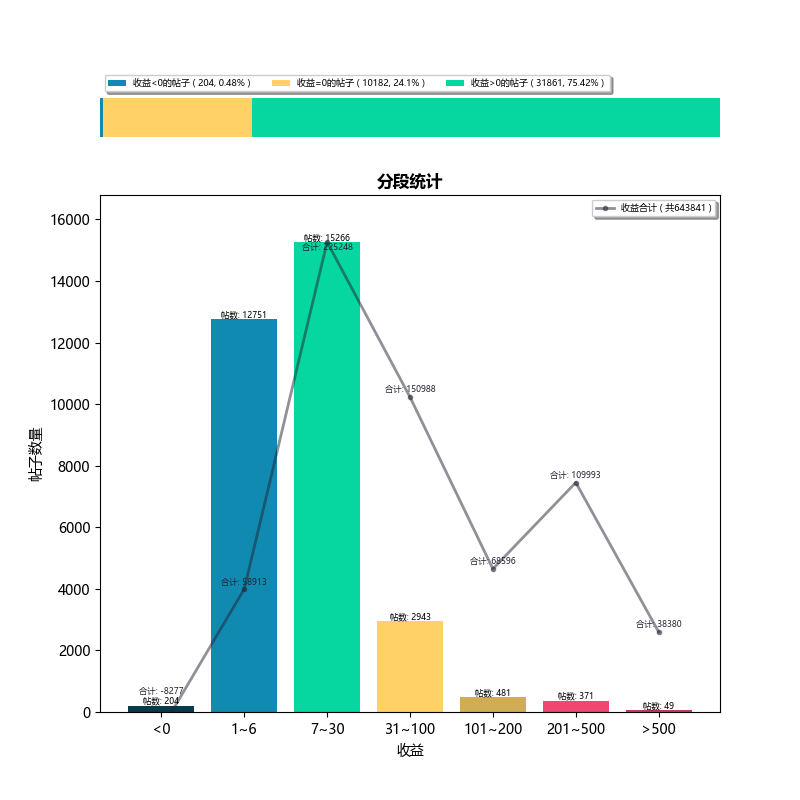 收益<0的帖子 ( 204, 0.48% ) 收益=0的帖子 ( 10182, 24.1% ) 收益>0的帖子 ( 31861, 75.42% )
分段统计
收益合计 ( 共643841 )
16000
14000
12000
10000
8000
6000
4000
2000
0
帖子数量
帖数: 15266
合计: 225248
帖数: 12751
合计: 150988
合计: 109993
合计: 68596
合计: 58913
合计: 38380
帖数: 2943
合计: -8277
帖数: 204
帖数: 481
帖数: 371
帖数: 49
<0 1~6 7~30 31~100 101~200 201~500 >500
收益